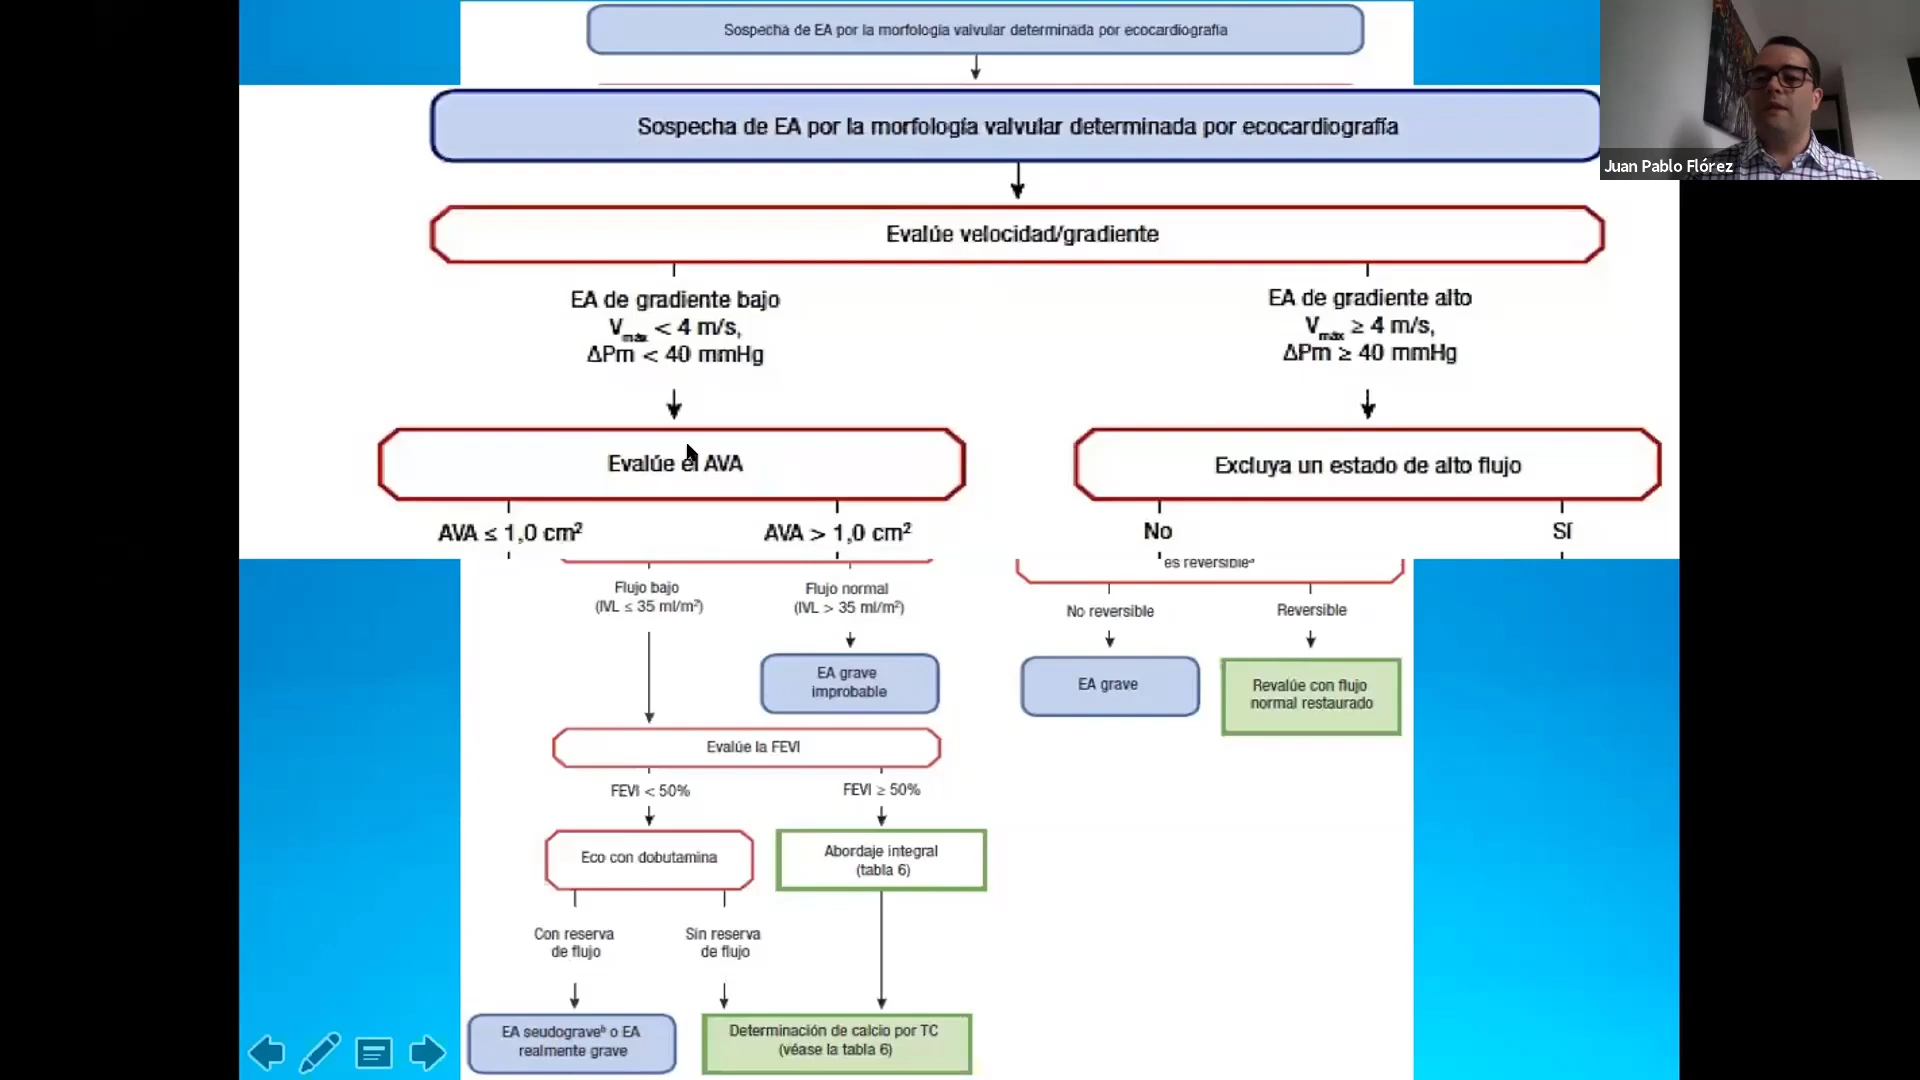 Sospecha de EA por la morfología valvular determinada por ecocardiografía
Sospecha de EA por la morfología valvular determinada por ecocardiografía
Juan Pablo Flórez
Evalúe velocidad/gradiente
EA de gradiente bajo
Vmáx < 4 m/s,
ΔPm < 40 mmHg
EA de gradiente alto
Vmáx ≥ 4 m/s,
ΔPm ≥ 40 mmHg
Evalúe el AVA
Excluya un estado de alto flujo
AVA ≤ 1,0 cm²
AVA > 1,0 cm²
No
Sí
es reversibleª
Flujo bajo
(IVL ≤ 35 ml/m²)
Flujo normal
(IVL > 35 ml/m²)
No reversible
Reversible
EA grave
improbable
EA grave
Revalúe con flujo
normal restaurado
Evalúe la FEVI
FEVI < 50%
FEVI ≥ 50%
Eco con dobutamina
Abordaje integral
(tabla 6)
Con reserva
de flujo
Sin reserva
de flujo
EA seudograveᵇ o EA
realmente grave
Determinación de calcio por TC
(véase la tabla 6)